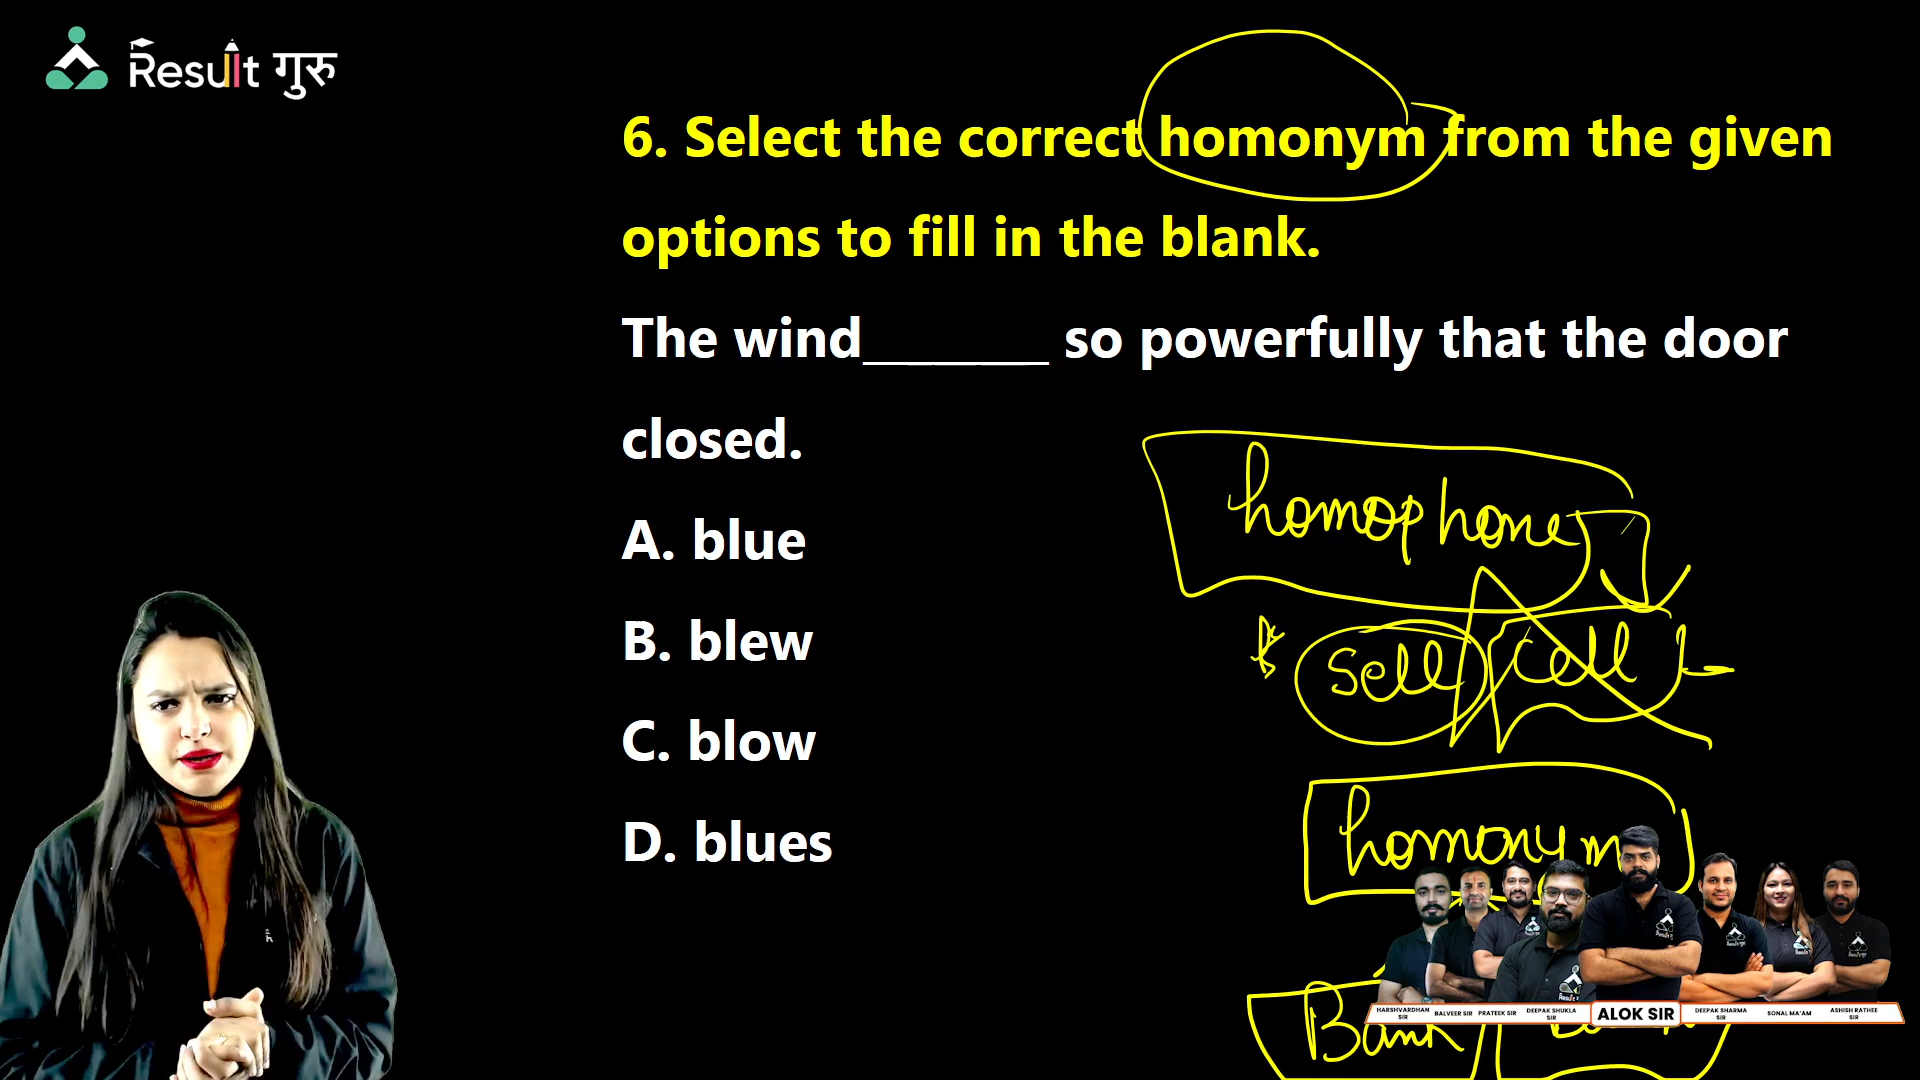 Result गुरु
6. Select the correct homonym from the given
options to fill in the blank.
The wind________ so powerfully that the door
closed.
A. blue
B. blew
C. blow
D. blues
homophone
sell cell
homonym
Bank
HARSHVARDHAN SIR
BALVEER SIR
PRATEEK SIR
DEEPAK SHUKLA SIR
ALOK SIR
DEEPAK SHARMA SIR
SONAL MA'AM
ASHISH RATHEE SIR